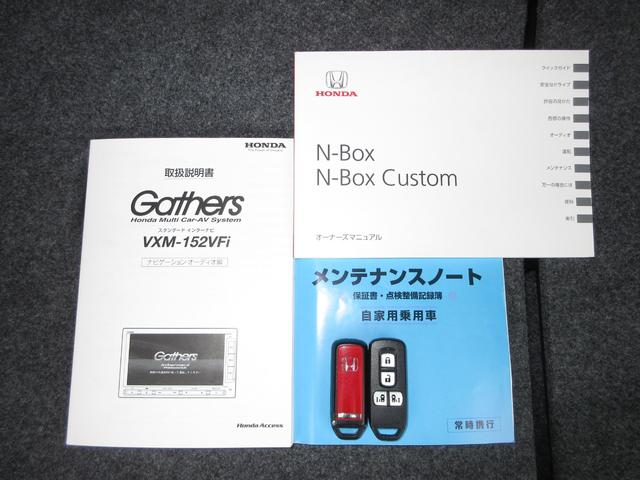 HONDA
The Power of Dreams
取扱説明書
Gathers
Honda Multi Car-AV System
スタンダード インターナビ
VXM-152VFi
ナビゲーション オーディオ編
Gathers
Honda Access
HONDA
N-Box
N-Box Custom
オーナーズマニュアル
クイックガイド
安全なドライブ
計器の見かた
各部の操作
オーディオ
運転
メンテナンス
万一の場合には
資料
索引
メンテナンスノート
保証書・点検整備記録簿
自家用乗用車
常時携行